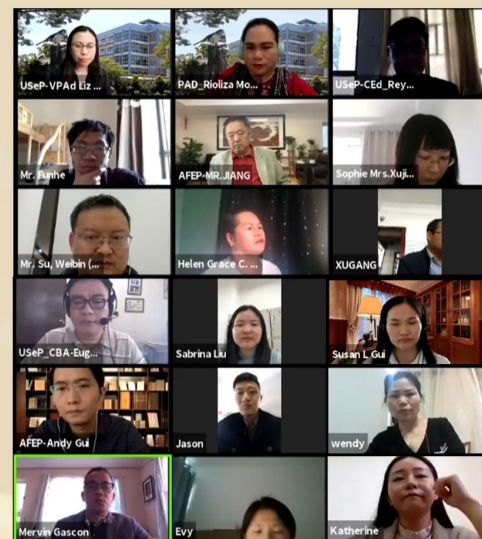 USeP-VPAd Liz ...
PAD_Rioliza Mo...
USeP-CEd_Rey...
Mr. Funhe
AFEP-MR.JIANG
Sophie Mrs.Xuji...
Mr. Su, Weibin (...
Helen Grace C. ...
XUGANG
USeP_CBA-Eug...
Sabrina Liu
Susan L Gui
AFEP-Andy Gui
Jason
wendy
Mervin Gascon
Evy
Katherine